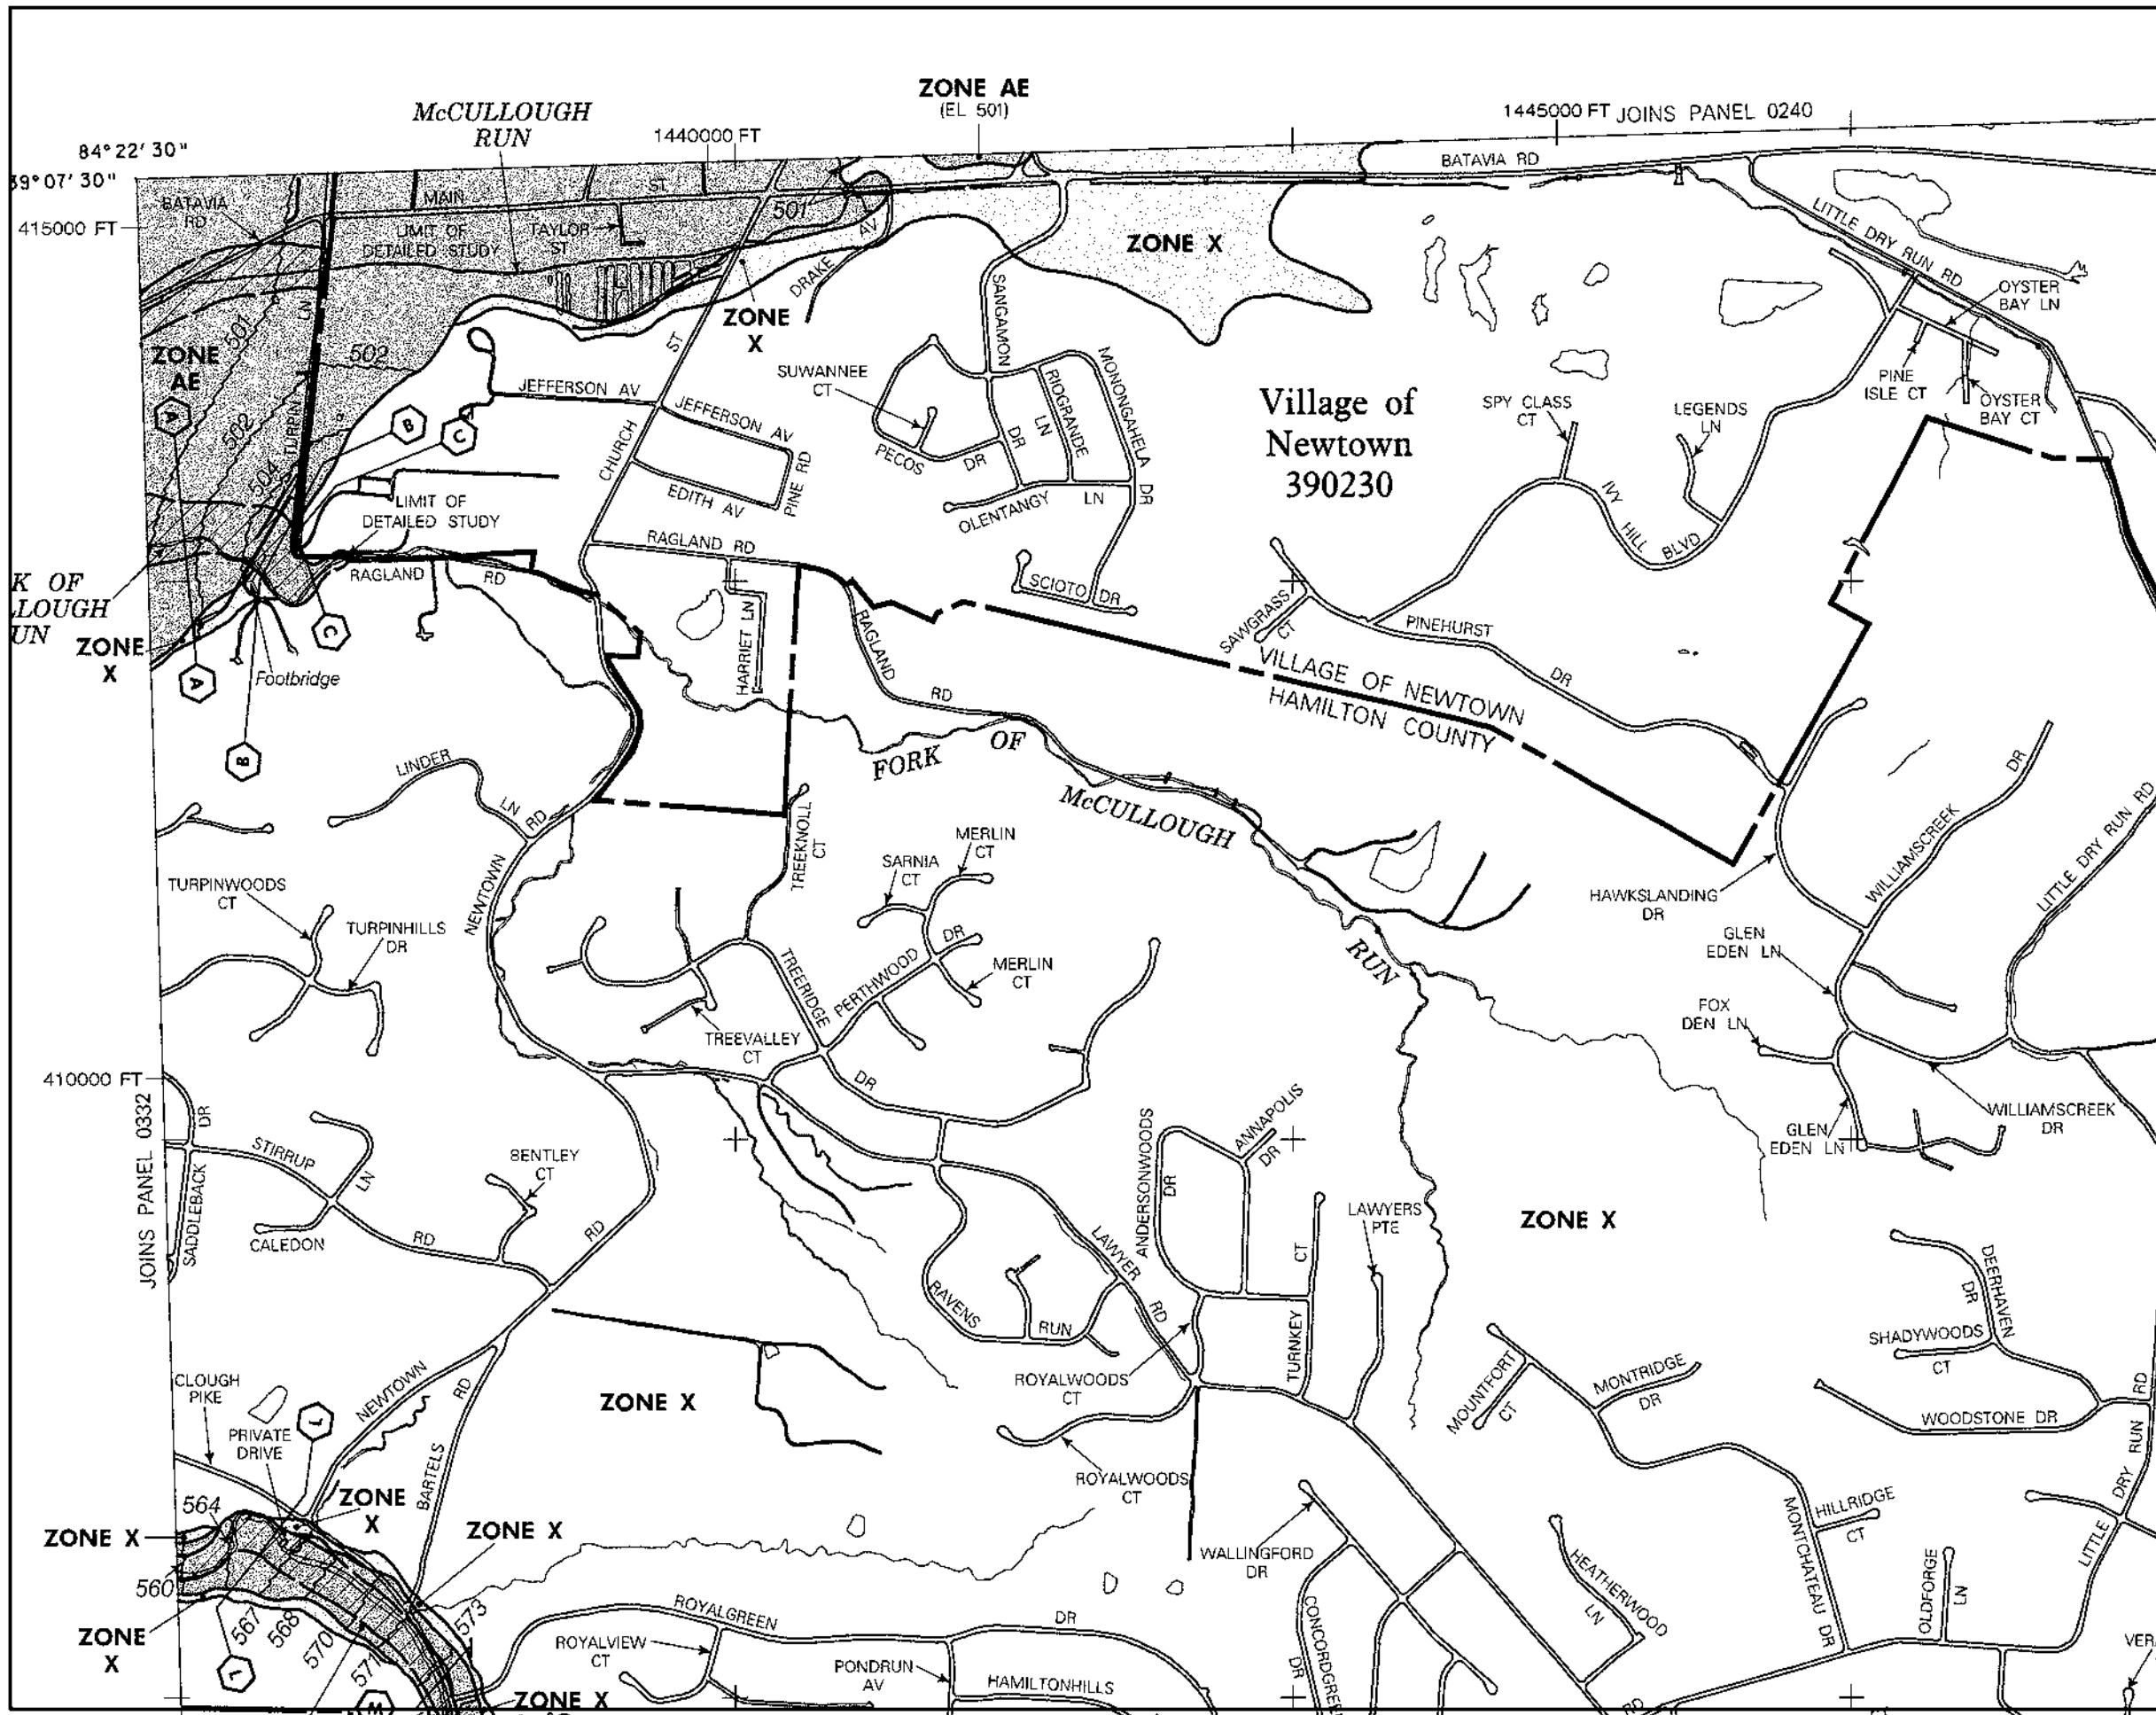 ZONE AE
(EL 501)
McCULLOUGH
RUN
1440000 FT
1445000 FT
JOINS PANEL 0240
84° 22' 30"
39° 07' 30"
415000 FT
BATAVIA
RD
MAIN
ST
LIMIT OF
DETAILED STUDY
TAYLOR
ST
501
AV
DRAKE
BATAVIA RD
ZONE X
LITTLE DRY RUN RD
OYSTER
BAY LN
PINE
ISLE CT
OYSTER
BAY CT
ZONE
X
SANGAMON
DR
ST
CHURCH
501
LN
TURPIN
502
ZONE
AE
A
502
504
B
C
JEFFERSON AV
JEFFERSON AV
PINE RD
EDITH AV
SUWANNEE
CT
PECOS
DR
RIOGRANDE
LN
MONONGAHELA
DR
OLENTANGY
LN
Village of
Newtown
390230
SPY CLASS
CT
LEGENDS
LN
IVY
HILL
BLVD
LIMIT OF
DETAILED STUDY
RAGLAND
RD
RAGLAND RD
HARRIET LN
SCIOTO DR
SAWGRASS
CT
PINEHURST
DR
K OF
LLOUGH
UN
ZONE
X
A
B
C
Footbridge
RAGLAND
RD
VILLAGE OF NEWTOWN
HAMILTON COUNTY
FORK
OF
McCULLOUGH
RUN
LINDER
LN
RD
NEWTOWN
TREEKNOLL
CT
MERLIN
CT
SARNIA
CT
TURPINWOODS
CT
TURPINHILLS
DR
TREERIDGE
DR
PERTHWOOD
DR
MERLIN
CT
TREEVALLEY
CT
HAWKSLANDING
DR
WILLIAMSCREEK
DR
LITTLE DRY RUN RD
GLEN
EDEN LN
FOX
DEN LN
WILLIAMSCREEK
DR
GLEN
EDEN LN
410000 FT
JOINS PANEL 0332
DR
SADDLEBACK
STIRRUP
RD
LN
CALEDON
BENTLEY
CT
RD
ANDERSONWOODS
DR
ANNAPOLIS
DR
LAWYERS
PTE
CT
TURNKEY
LAWYER
RD
RAVENS
RUN
ZONE X
DEERHAVEN
DR
SHADYWOODS
CT
WOODSTONE DR
MOUNTFORT
CT
MONTRIDGE
DR
ROYALWOODS
CT
ROYALWOODS
CT
CLOUGH
PIKE
PRIVATE
DRIVE
L
NEWTOWN
RD
BARTELS
ZONE X
ZONE
X
ZONE X
564
ZONE X
560
ZONE
X
567
568
570
571
573
L
M
ZONE X
ROYALGREEN
DR
ROYALVIEW
CT
PONDRUN
AV
HAMILTONHILLS
WALLINGFORD
DR
CONCORDGREE
DR
HEATHERWOOD
LN
MONTCHATEAU DR
HILLRIDGE
CT
OLDFORGE
LN
LITTLE
DRY
RUN
RD
VER